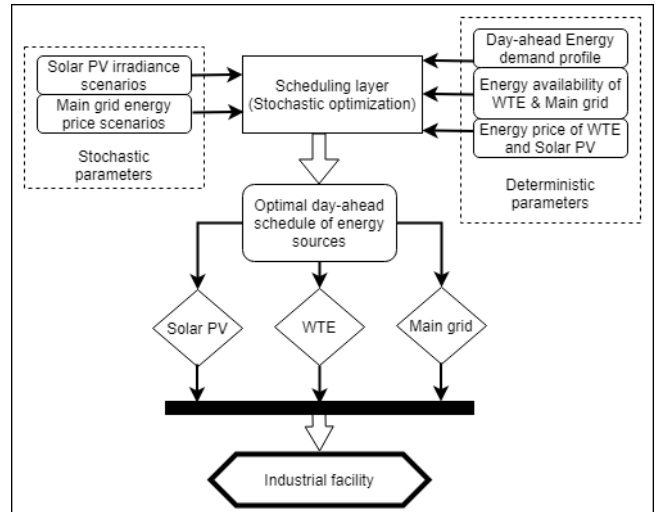 Solar PV irradiance
scenarios
Main grid energy
price scenarios
Stochastic
parameters
Scheduling layer
(Stochastic optimization)
Day-ahead Energy
demand profile
Energy availability of
WTE & Main grid
Energy price of WTE
and Solar PV
Deterministic
parameters
Optimal day-ahead
schedule of energy
sources
Solar PV
WTE
Main grid
Industrial facility